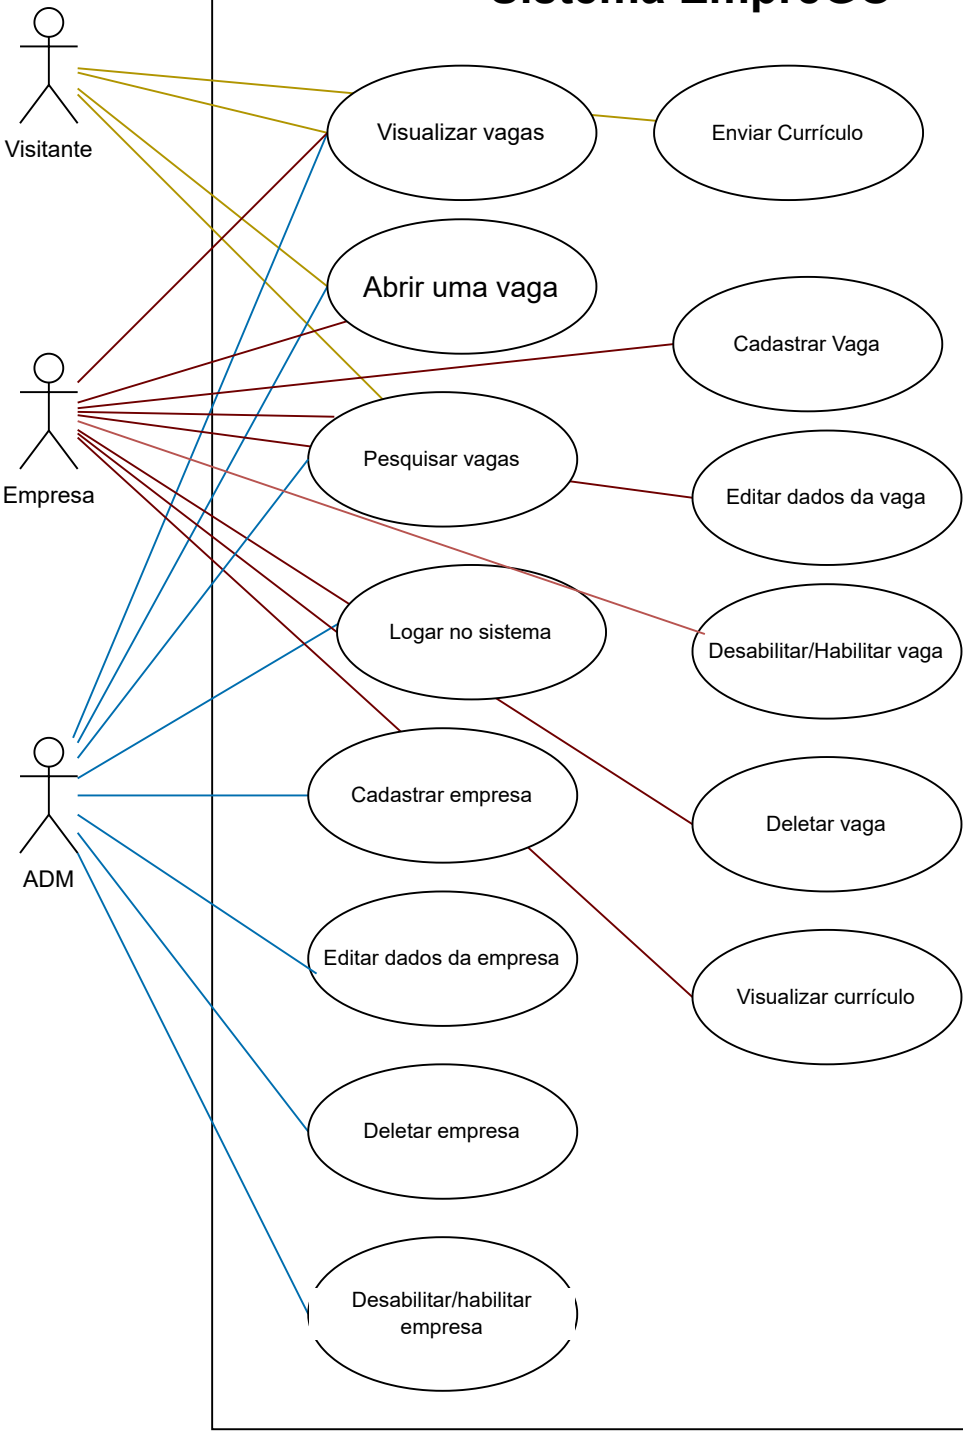 Visitante
Visualizar vagas
Enviar Currículo
Abrir uma vaga
Cadastrar Vaga
Empresa
Pesquisar vagas
Editar dados da vaga
Logar no sistema
Desabilitar/Habilitar vaga
Cadastrar empresa
Deletar vaga
ADM
Editar dados da empresa
Visualizar currículo
Deletar empresa
Desabilitar/habilitar
empresa